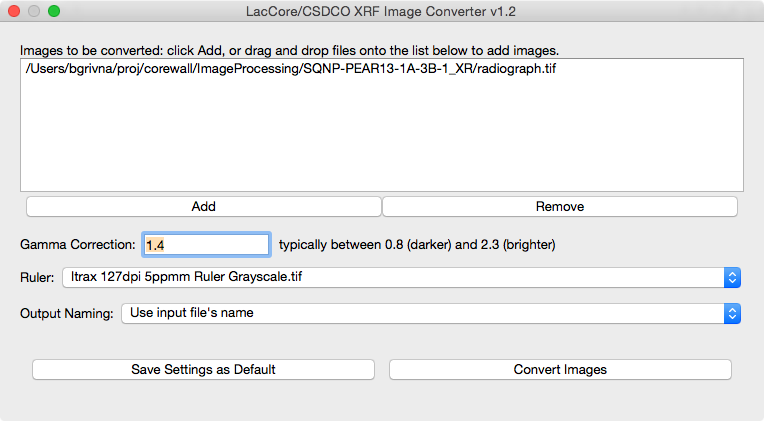 LacCore/CSDCO XRF Image Converter v1.2
Images to be converted: click Add, or drag and drop files onto the list below to add images.
/Users/bgrivna/proj/corewall/ImageProcessing/SQNP-PEAR13-1A-3B-1_XR/radiograph.tif
Add Remove
Gamma Correction: 1.4 typically between 0.8 (darker) and 2.3 (brighter)
Ruler: Itrax 127dpi 5ppmm Ruler Grayscale.tif
Output Naming: Use input file's name
Save Settings as Default Convert Images